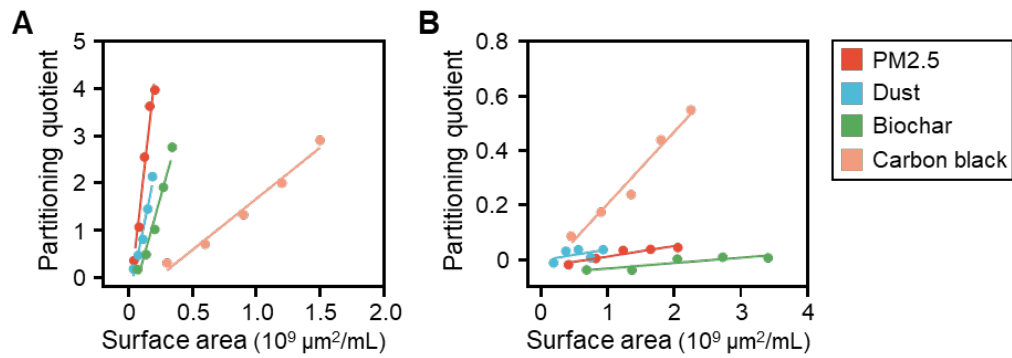 A
Partitioning quotient
5
4
3
2
1
0
0
0.5
1.0
1.5
2.0
Surface area (10⁹ µm²/mL)
B
Partitioning quotient
0.8
0.6
0.4
0.2
0
0
1
2
3
4
Surface area (10⁹ µm²/mL)
PM2.5
Dust
Biochar
Carbon black